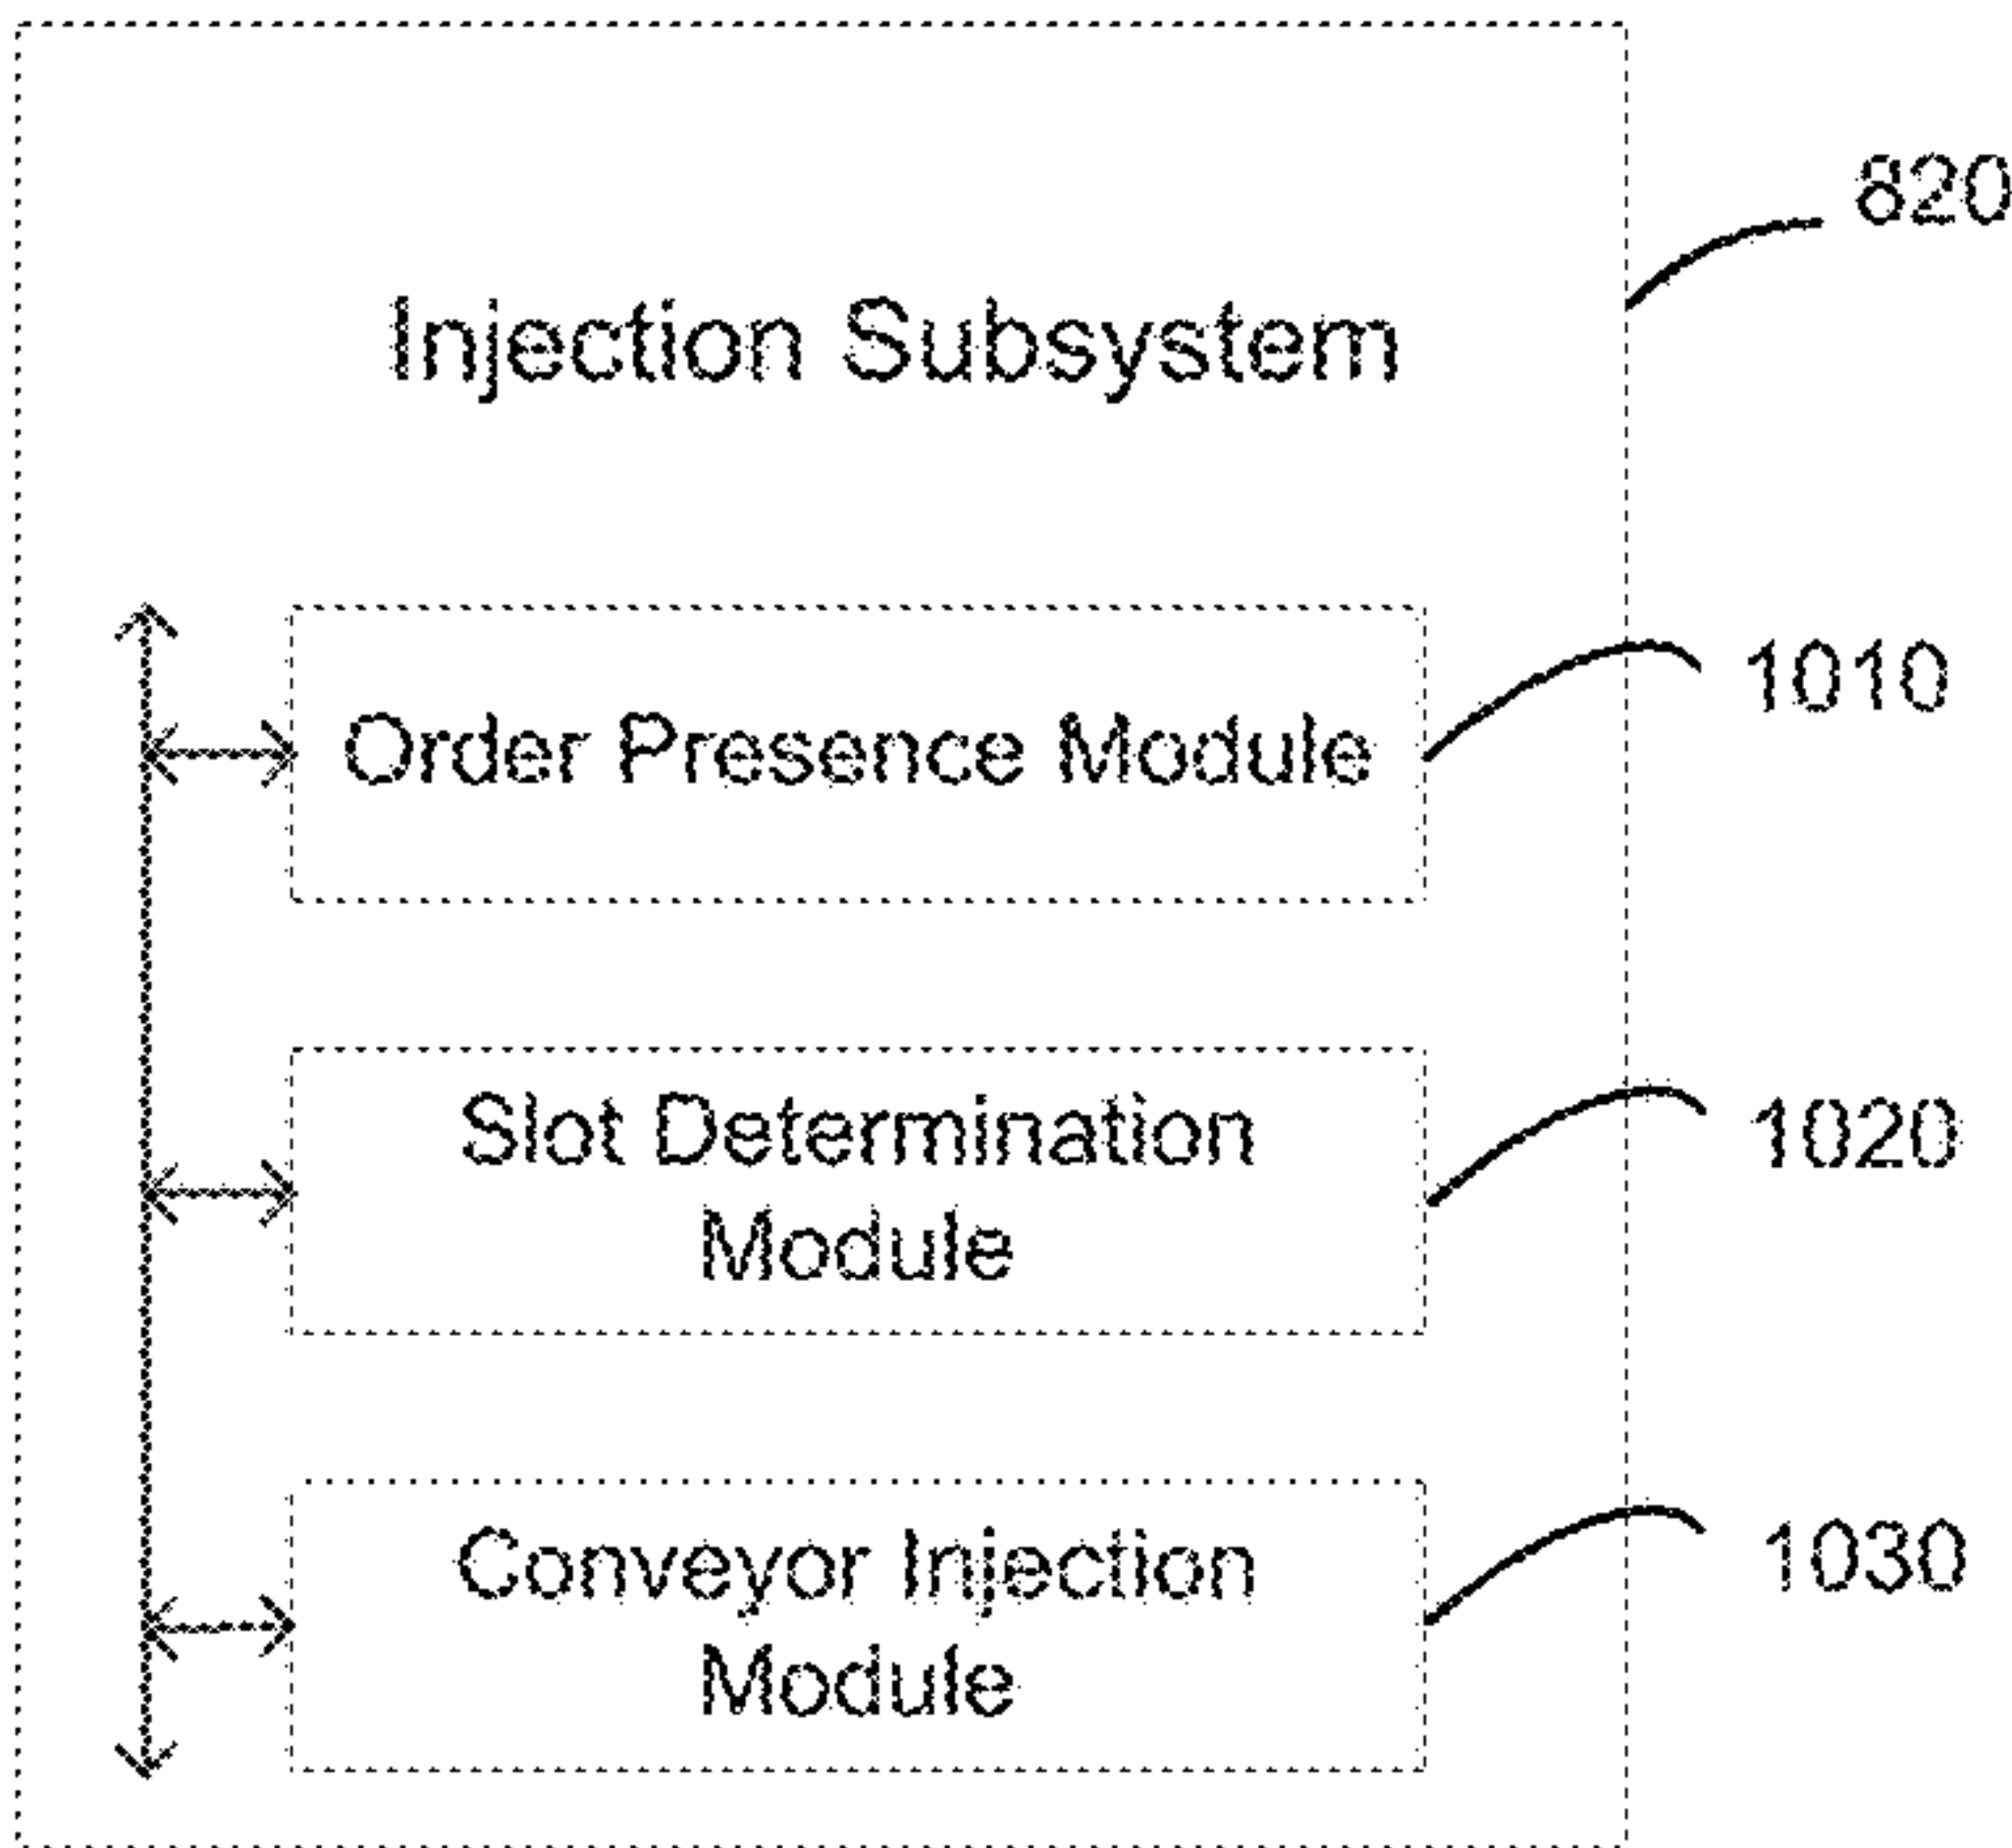 820
Injection Subsystem
1010
Order Presence Module
1020
Slot Determination
Module
1030
Conveyor Injection
Module